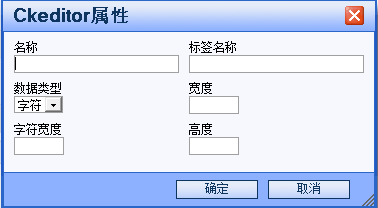 Ckeditor属性
名称 标签名称
数据类型 宽度
字符
字符宽度 高度
确定 取消